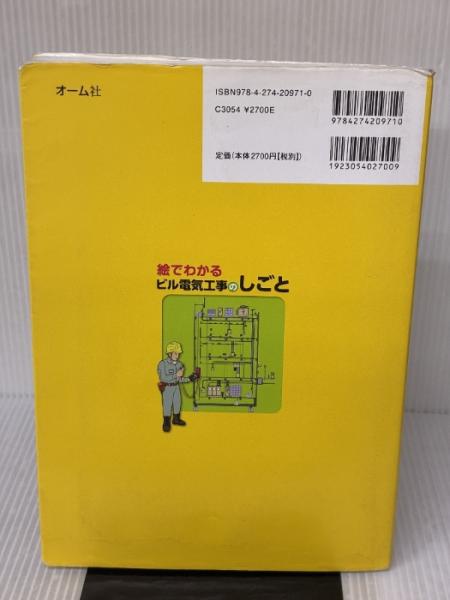 オーム社
ISBN978-4-274-20971-0
C3054 ¥2700E
定価(本体2700円【税別】)
9784274209710
1923054027009
絵でわかる
ビル電気工事のしごと